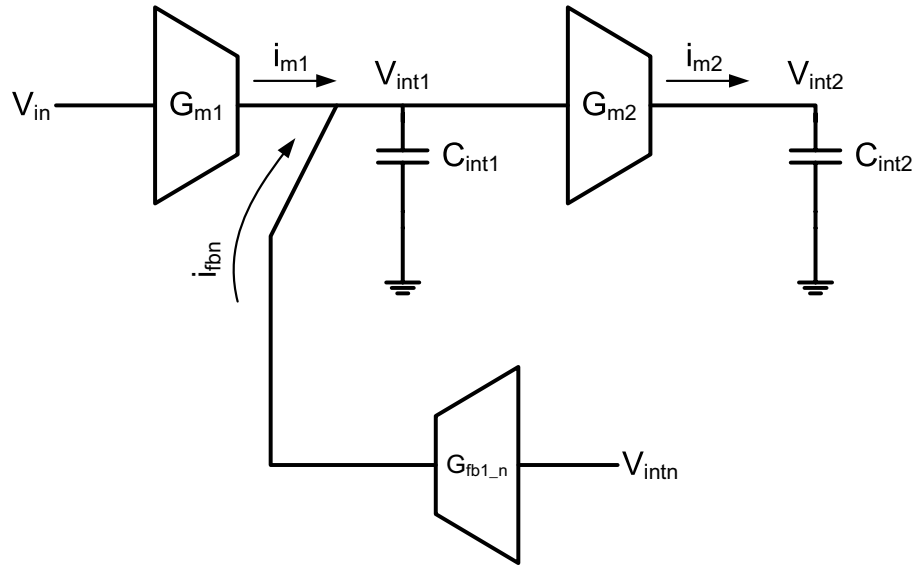 i_m1
V_int1
i_m2
V_int2
V_in
G_m1
G_m2
C_int1
C_int2
i_fbn
G_fb1_n
V_intn